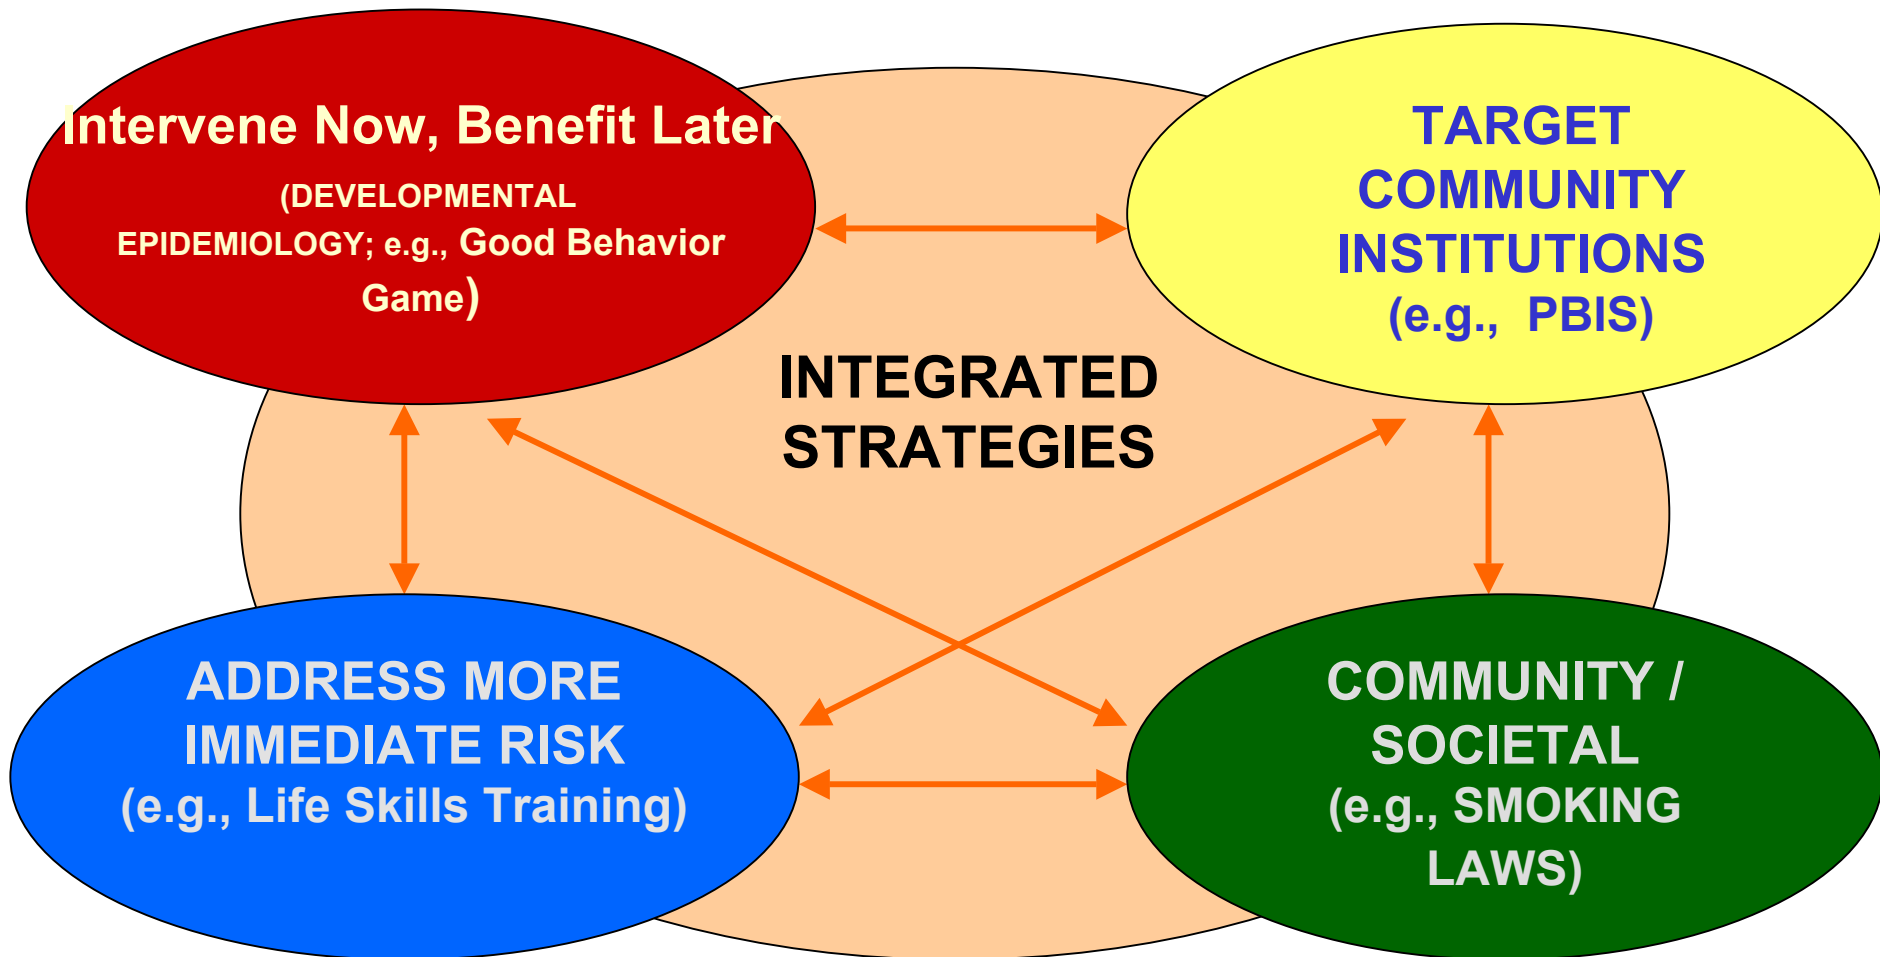 Intervene Now, Benefit Later
(DEVELOPMENTAL
EPIDEMIOLOGY; e.g., Good Behavior
Game)
TARGET
COMMUNITY
INSTITUTIONS
(e.g.,  PBIS)
INTEGRATED
STRATEGIES
ADDRESS MORE
IMMEDIATE RISK
(e.g., Life Skills Training)
COMMUNITY /
SOCIETAL
(e.g., SMOKING
LAWS)